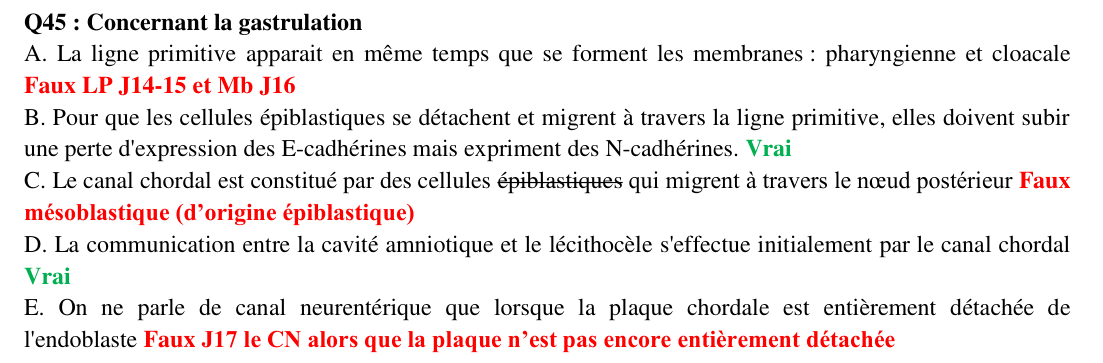 Q45 : Concernant la gastrulation
A. La ligne primitive apparait en même temps que se forment les membranes : pharyngienne et cloacale
Faux LP J14-15 et Mb J16
B. Pour que les cellules épiblastiques se détachent et migrent à travers la ligne primitive, elles doivent subir
une perte d'expression des E-cadhérines mais expriment des N-cadhérines. Vrai
C. Le canal chordal est constitué par des cellules épiblastiques qui migrent à travers le nœud postérieur Faux
mésoblastique (d’origine épiblastique)
D. La communication entre la cavité amniotique et le lécithocèle s'effectue initialement par le canal chordal
Vrai
E. On ne parle de canal neurentérique que lorsque la plaque chordale est entièrement détachée de
l'endoblaste Faux J17 le CN alors que la plaque n’est pas encore entièrement détachée